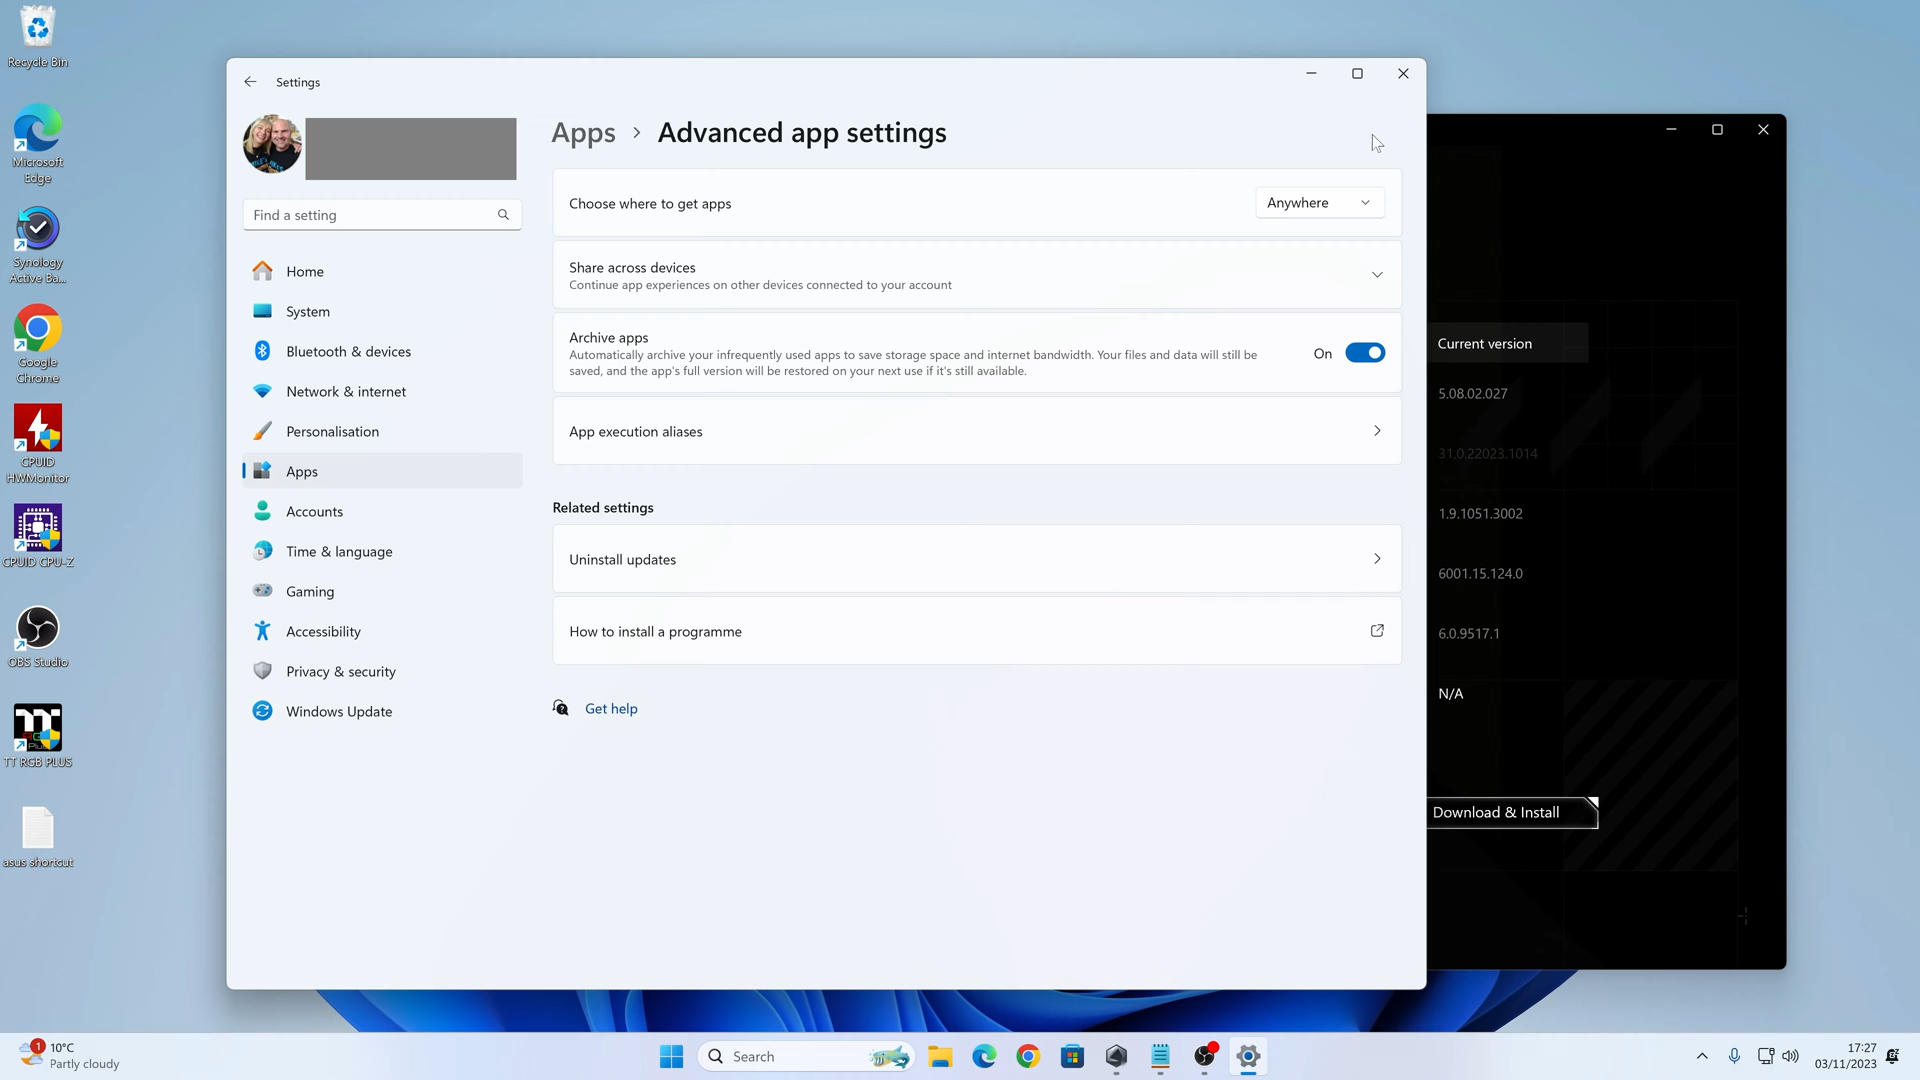 Recycle Bin
Microsoft
Edge
Synology
Active Ba...
Google
Chrome
CPUID
HWMonitor
CPUID CPU-Z
OBS Studio
TT RGB PLUS
asus shortcut
Settings
Find a setting
Home
System
Bluetooth & devices
Network & internet
Personalisation
Apps
Accounts
Time & language
Gaming
Accessibility
Privacy & security
Windows Update
Apps > Advanced app settings
Choose where to get apps
Anywhere
Share across devices
Continue app experiences on other devices connected to your account
Archive apps
Automatically archive your infrequently used apps to save storage space and internet bandwidth. Your files and data will still be
saved, and the app's full version will be restored on your next use if it's still available.
On
App execution aliases
Related settings
Uninstall updates
How to install a programme
Get help
Current version
5.08.02.027
31.0.22023.1014
1.9.1051.3002
6001.15.124.0
6.0.9517.1
N/A
Download & Install
1
10°C
Partly cloudy
Search
17:27
03/11/2023